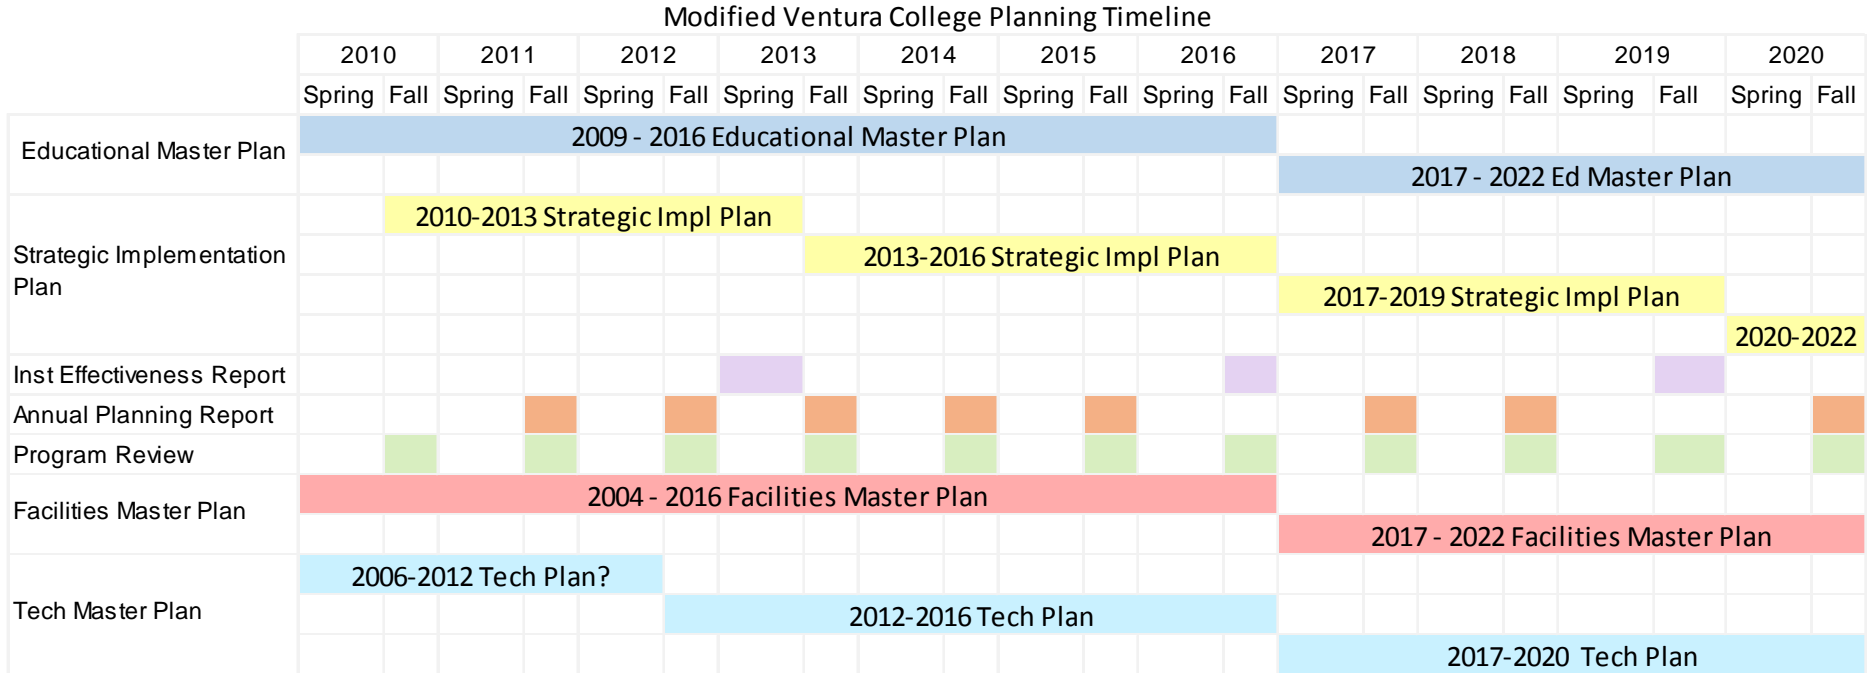 Modified Ventura College Planning Timeline
2010 2011 2012 2013 2014 2015 2016 2017 2018 2019 2020
Spring Fall Spring Fall Spring Fall Spring Fall Spring Fall Spring Fall Spring Fall Spring Fall Spring Fall Spring Fall Spring Fall
Educational Master Plan
2009 - 2016 Educational Master Plan
2017 - 2022 Ed Master Plan
Strategic Implementation
Plan
2010-2013 Strategic Impl Plan
2013-2016 Strategic Impl Plan
2017-2019 Strategic Impl Plan
2020-2022
Inst Effectiveness Report
Annual Planning Report
Program Review
Facilities Master Plan
2004 - 2016 Facilities Master Plan
2017 - 2022 Facilities Master Plan
Tech Master Plan
2006-2012 Tech Plan?
2012-2016 Tech Plan
2017-2020 Tech Plan